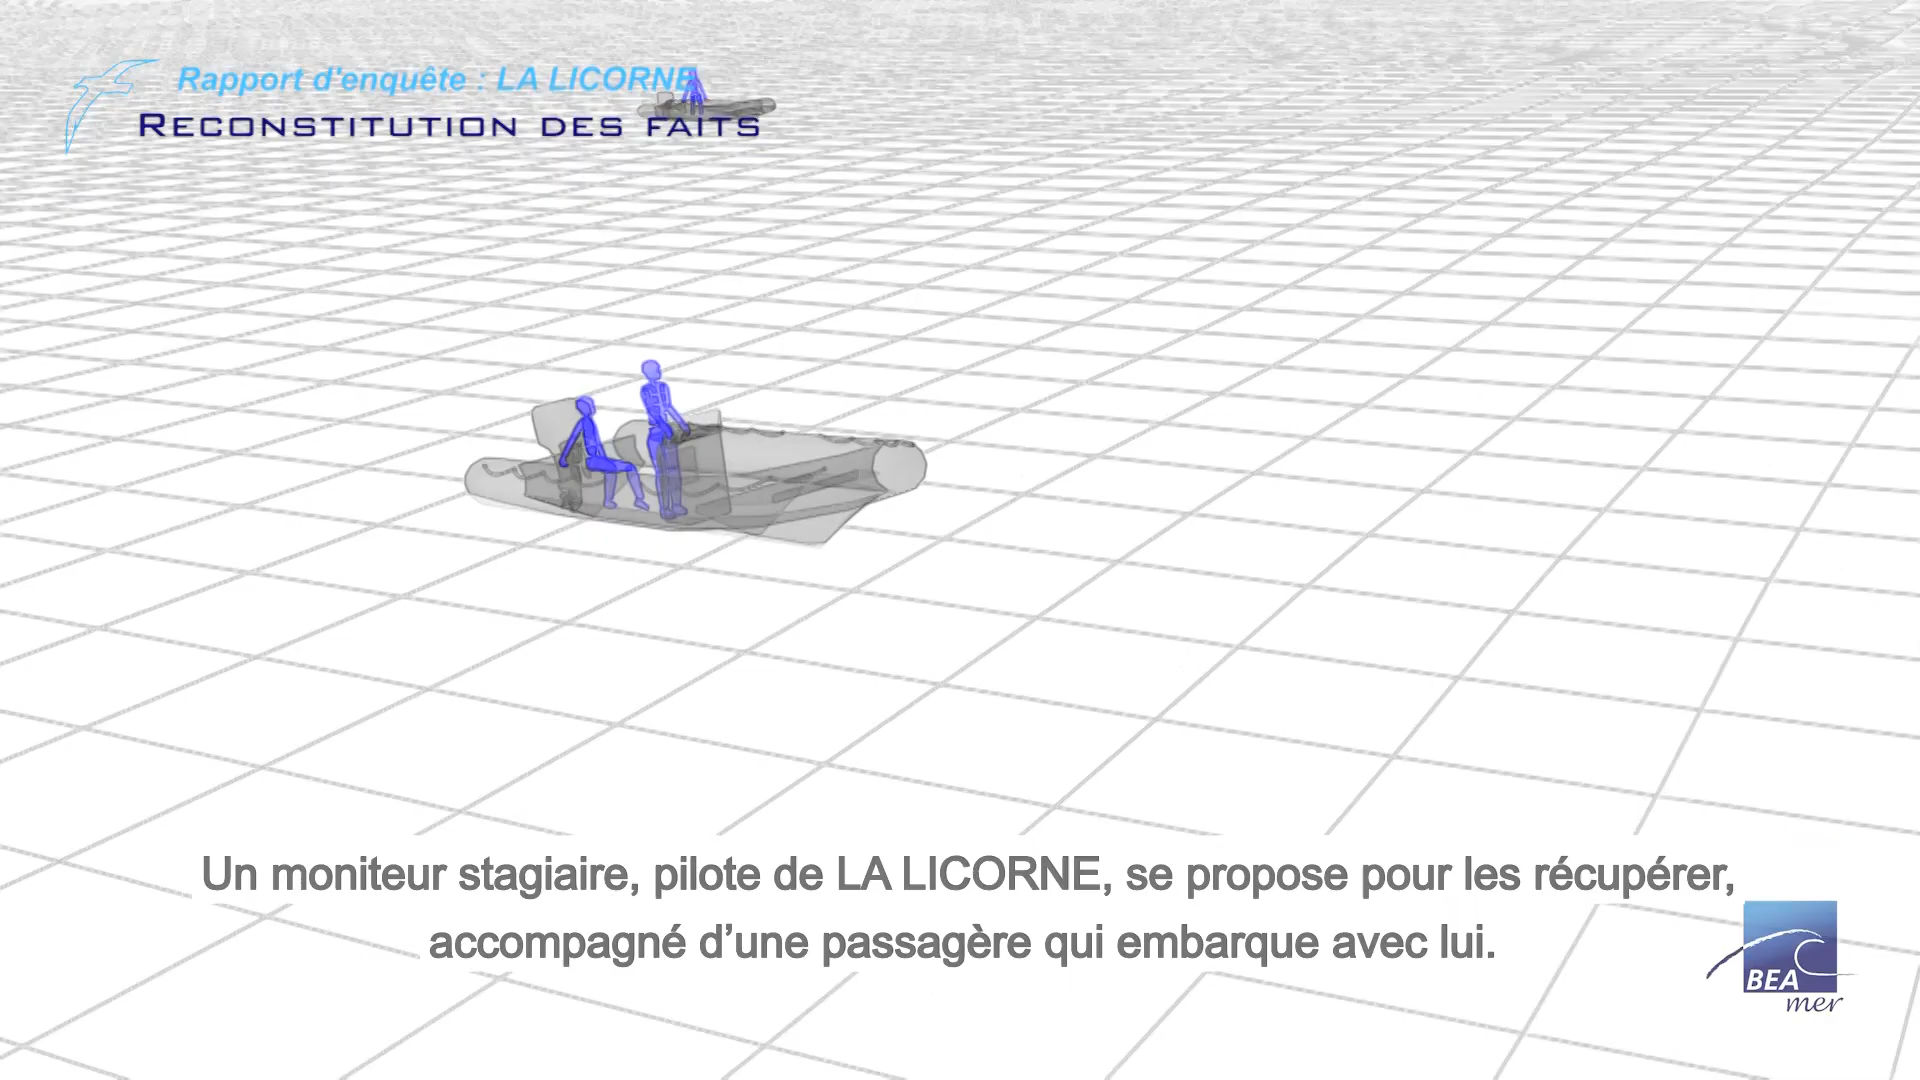 Rapport d'enquête : LA LICORNE
RECONSTITUTION DES FAITS
Un moniteur stagiaire, pilote de LA LICORNE, se propose pour les récupérer,
accompagné d’une passagère qui embarque avec lui.
BEA
mer